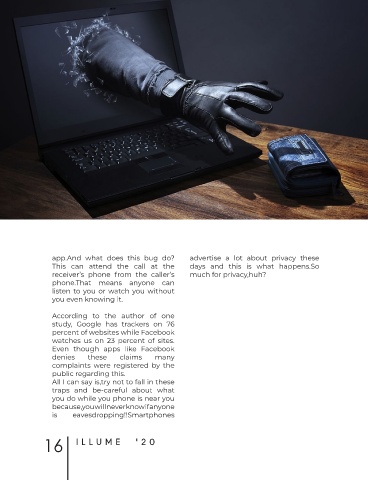 app.And what does this bug do?
This can attend the call at the
receiver's phone from the caller's
phone.That means anyone can
listen to you or watch you without
you even knowing it.
According to the author of one
study, Google has trackers on 76
percent of websites while Facebook
watches us on 23 percent of sites.
Even though apps like Facebook
denies these claims many
complaints were registered by the
public regarding this.
All I can say is,try not to fall in these
traps and be-careful about what
you do while you phone is near you
because,youwillneverknowifanyone
is eavesdropping!!Smartphones
advertise a lot about privacy these
days and this is what happens.So
much for privacy,huh?
16 ILLUME '20